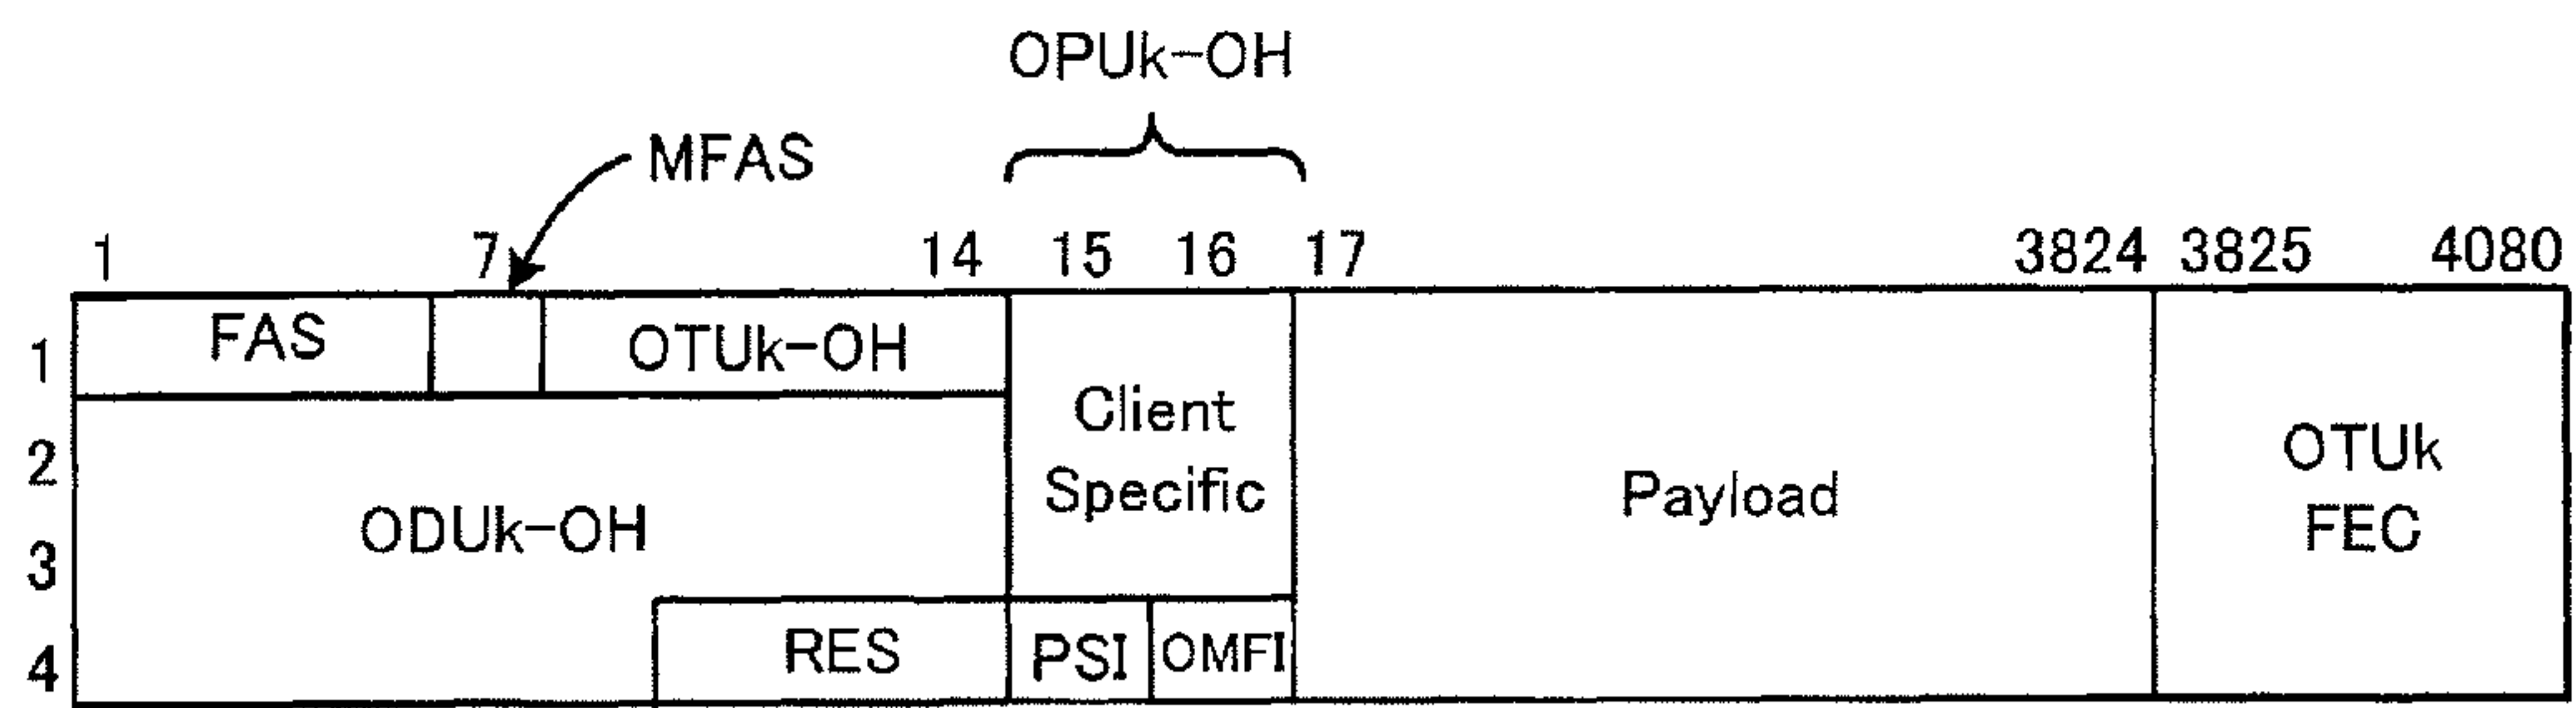 OPUk-OH
MFAS
1 7 14 15 16 17 3824 3825 4080
1 FAS OTUk-OH
Client
Specific
2
ODUk-OH
3
Payload
OTUk
FEC
4 RES PSI OMFI